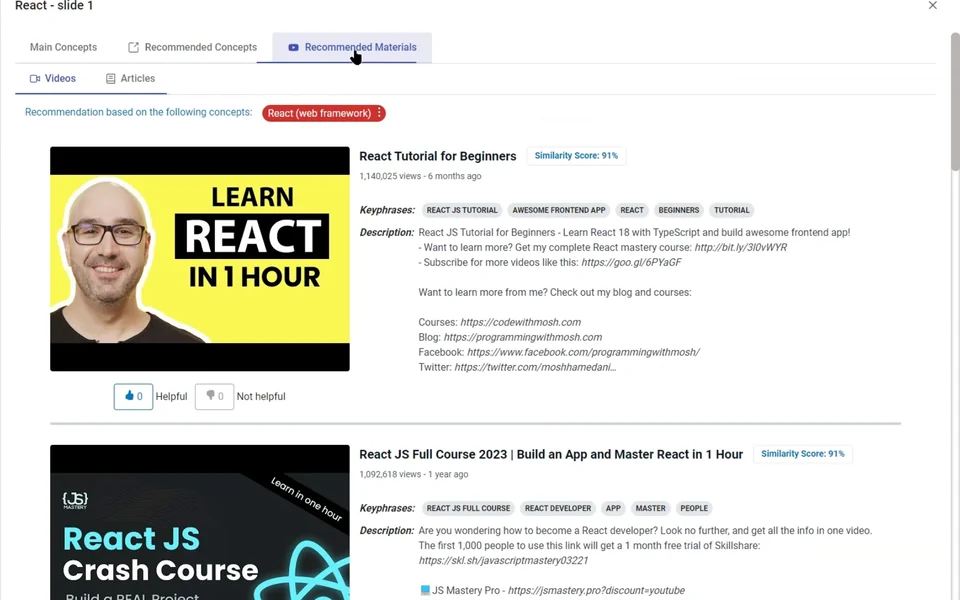 React - slide 1
Main Concepts
Recommended Concepts
Recommended Materials
Videos
Articles
Recommendation based on the following concepts: React (web framework)
LEARN
REACT
IN 1 HOUR
React Tutorial for Beginners
Similarity Score: 91%
1,140,025 views - 6 months ago
Keyphrases: REACT JS TUTORIAL AWESOME FRONTEND APP REACT BEGINNERS TUTORIAL
Description: React JS Tutorial for Beginners - Learn React 18 with TypeScript and build awesome frontend app!
- Want to learn more? Get my complete React mastery course: http://bit.ly/3l0vWYR
- Subscribe for more videos like this: https://goo.gl/6PYaGF
Want to learn more from me? Check out my blog and courses:
Courses: https://codewithmosh.com
Blog: https://programmingwithmosh.com
Facebook: https://www.facebook.com/programmingwithmosh/
Twitter: https://twitter.com/moshhamedani...
0 Helpful 0 Not helpful
{JS}
MASTERY
Learn in one hour
React JS
Crash Course
Build a REAL Project
React JS Full Course 2023 | Build an App and Master React in 1 Hour
Similarity Score: 91%
1,092,618 views - 1 year ago
Keyphrases: REACT JS FULL COURSE REACT DEVELOPER APP MASTER PEOPLE
Description: Are you wondering how to become a React developer? Look no further, and get all the info in one video.
The first 1,000 people to use this link will get a 1 month free trial of Skillshare:
https://skl.sh/javascriptmastery03221
JS Mastery Pro - https://jsmastery.pro?discount=youtube